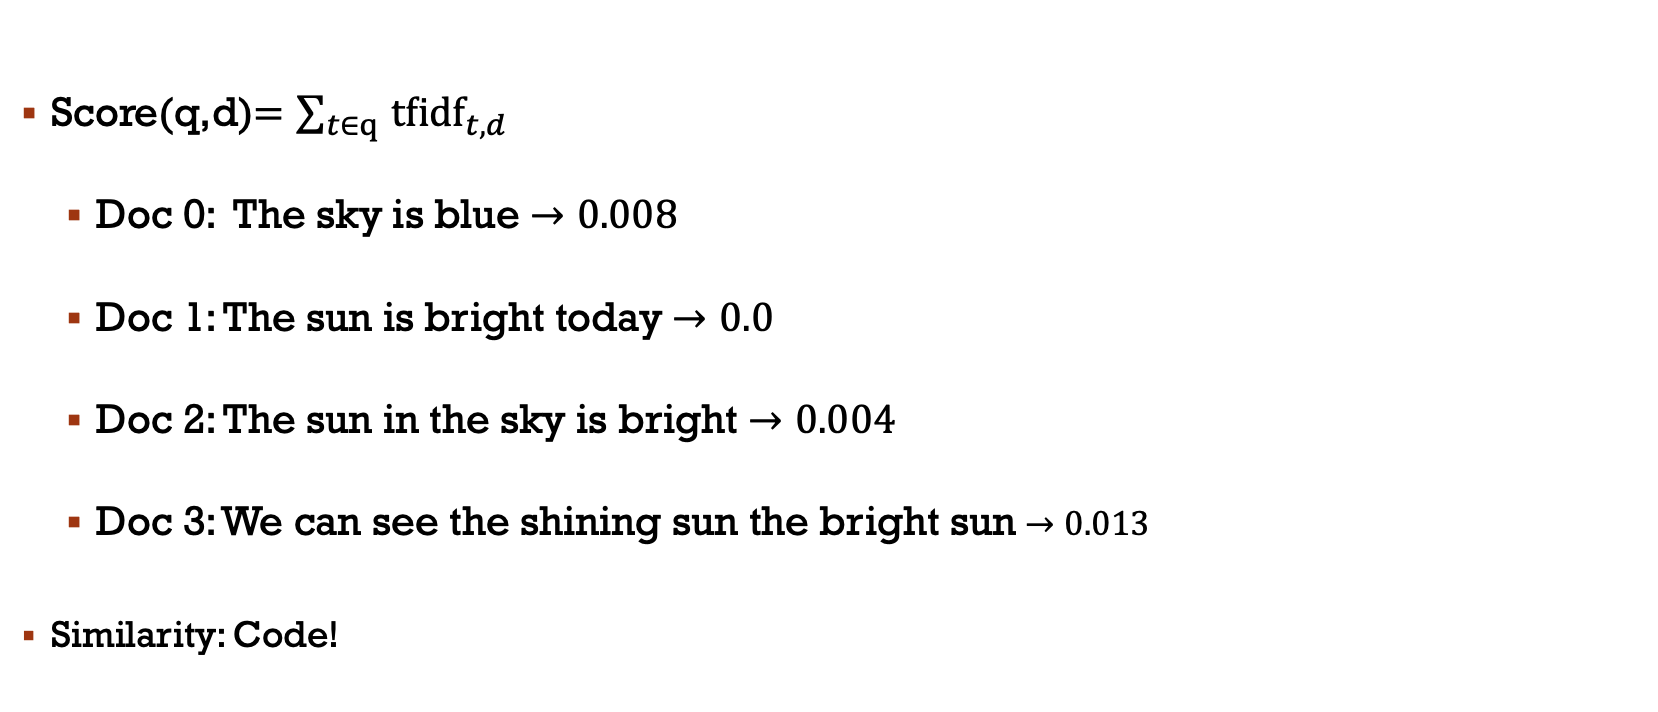 ▪ Score(q,d)= ∑t∈q tfidft,d
▪ Doc 0: The sky is blue → 0.008
▪ Doc 1: The sun is bright today → 0.0
▪ Doc 2: The sun in the sky is bright → 0.004
▪ Doc 3: We can see the shining sun the bright sun → 0.013
▪ Similarity: Code!